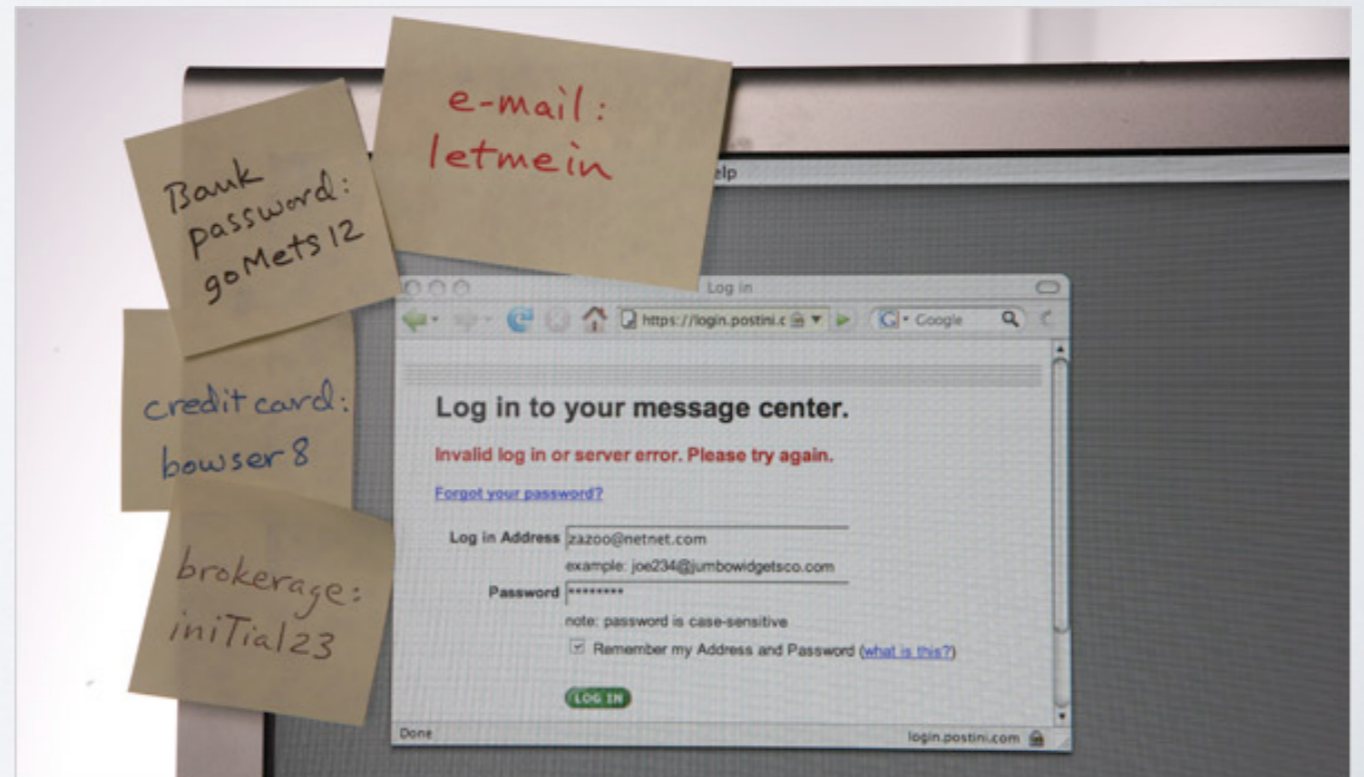 e-mail:
letmein
Bank
password:
goMets12
credit card:
bowser8
brokerage:
iniTial23
elp
Log in
https://login.postini.c
G Google
Log in to your message center.
Invalid log in or server error. Please try again.
Forgot your password?
Log in Address zazoo@netnet.com
example: joe234@jumbowidgetsco.com
Password ********
note: password is case-sensitive
Remember my Address and Password (what is this?)
LOG IN
Done login.postini.com